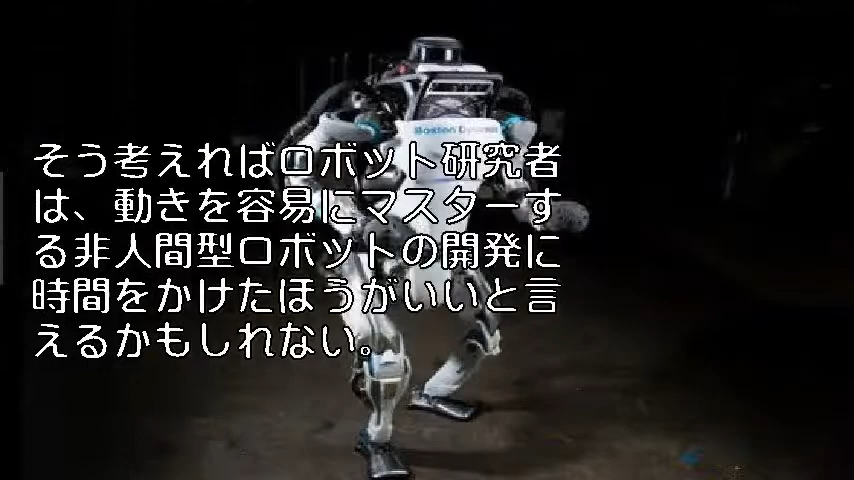 Boston Dynamics
そう考えればロボット研究者
は、動きを容易にマスターす
る非人間型ロボットの開発に
時間をかけたほうがいいと言
えるかもしれない。